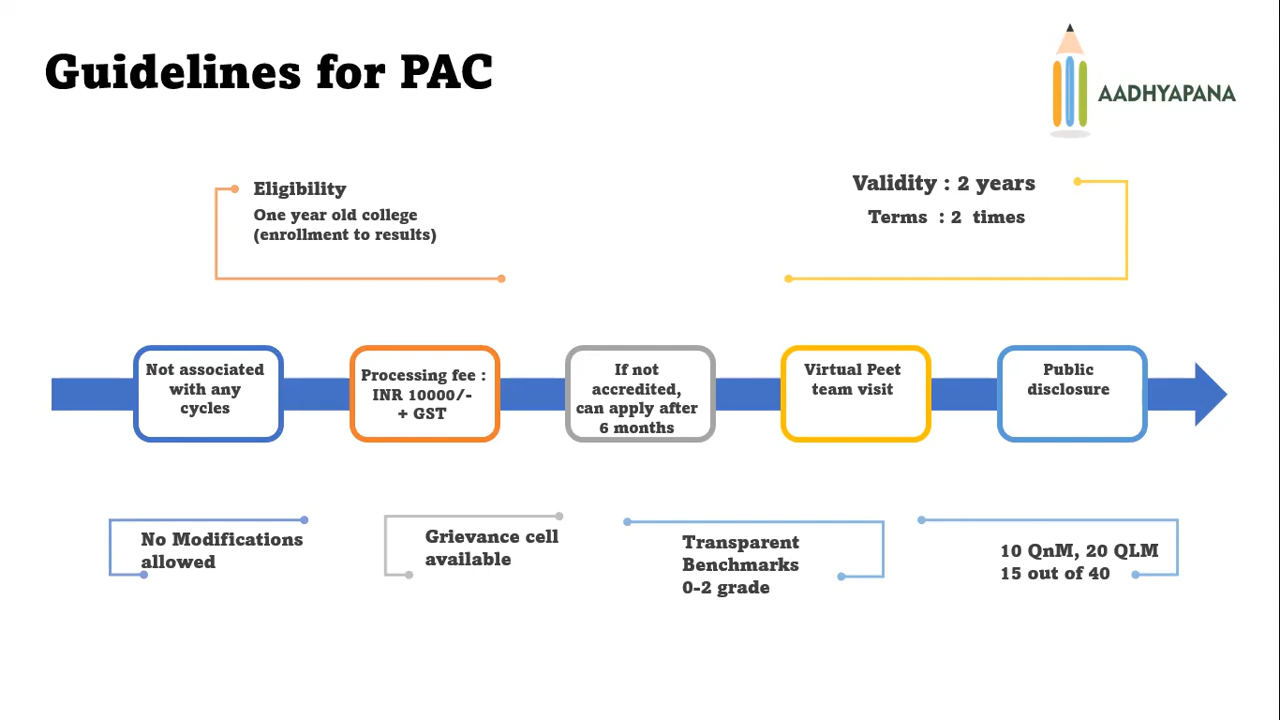 Guidelines for PAC
AADHYAPANA
Eligibility
One year old college
(enrollment to results)
Validity : 2 years
Terms : 2 times
Not associated
with any
cycles
Processing fee :
INR 10000/-
+ GST
If not
accredited,
can apply after
6 months
Virtual Peet
team visit
Public
disclosure
No Modifications
allowed
Grievance cell
available
Transparent
Benchmarks
0-2 grade
10 QnM, 20 QLM
15 out of 40